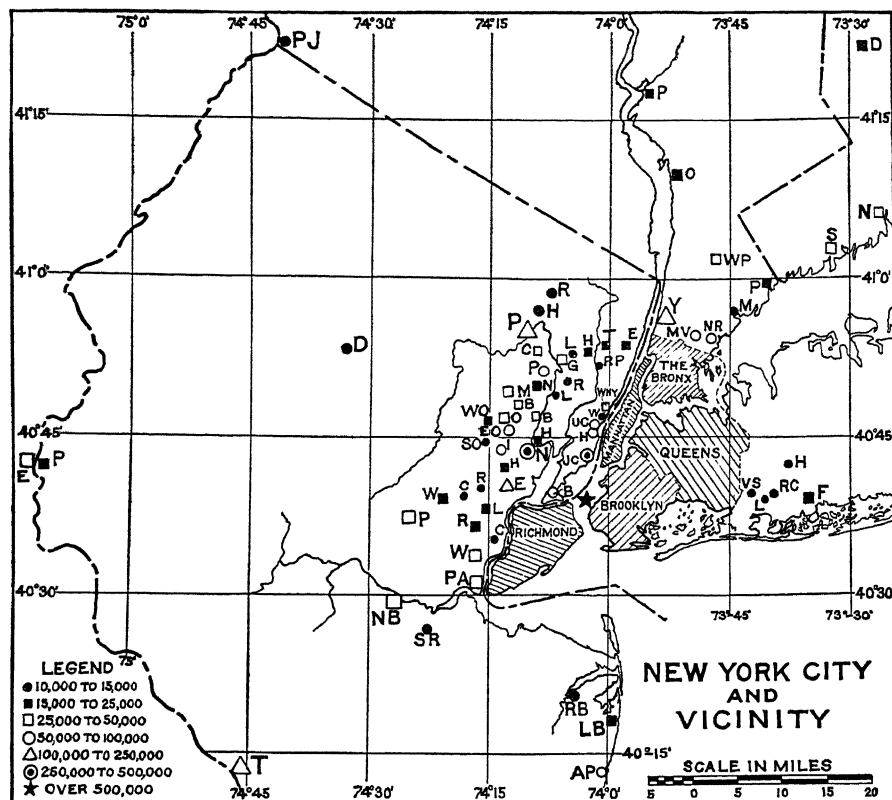 75°0' 74°45' 74°30' 74°15' 74°0' 73°45' 73°30'
PJ
D
P
41°15' 41°15'
O
N
S
WP
41°0' 41°0'
P
R
M
H
Y
P
NR
MV
T E
L H
D
C
G
RP
THE
BRONX
P
N R
M
L
WNY
B
WO
O B
W
UC
MANHATTAN
H
40°45' 40°45'
E
SO
I
H
N
QUEENS
JC
H
E P
H
R
E
B
VS RC
C
L
F
W
BROOKLYN
P
L
R
RICHMOND
C
W
PA
40°30' 40°30'
73°45' 73°30'
NB
SR
75°
LEGEND
10,000 TO 15,000
15,000 TO 25,000
25,000 TO 50,000
50,000 TO 100,000
100,000 TO 250,000
250,000 TO 500,000
OVER 500,000
NEW YORK CITY
AND
VICINITY
RB
LB
40°15'
T
AP
SCALE IN MILES
5 0 5 10 15 20
74°45' 74°30' 74°15' 74°0'